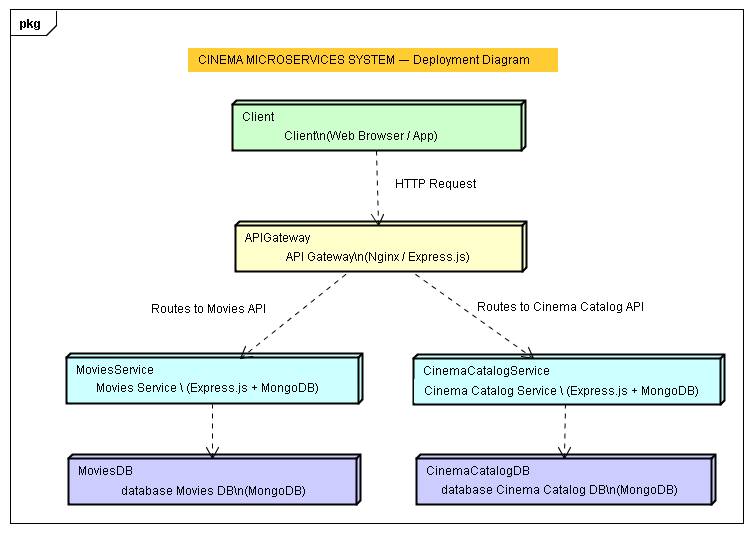 pkg
CINEMA MICROSERVICES SYSTEM — Deployment Diagram
Client
Client\n(Web Browser / App)
HTTP Request
APIGateway
API Gateway\n(Nginx / Express.js)
Routes to Movies API
Routes to Cinema Catalog API
MoviesService
Movies Service \ (Express.js + MongoDB)
CinemaCatalogService
Cinema Catalog Service \ (Express.js + MongoDB)
MoviesDB
database Movies DB\n(MongoDB)
CinemaCatalogDB
database Cinema Catalog DB\n(MongoDB)